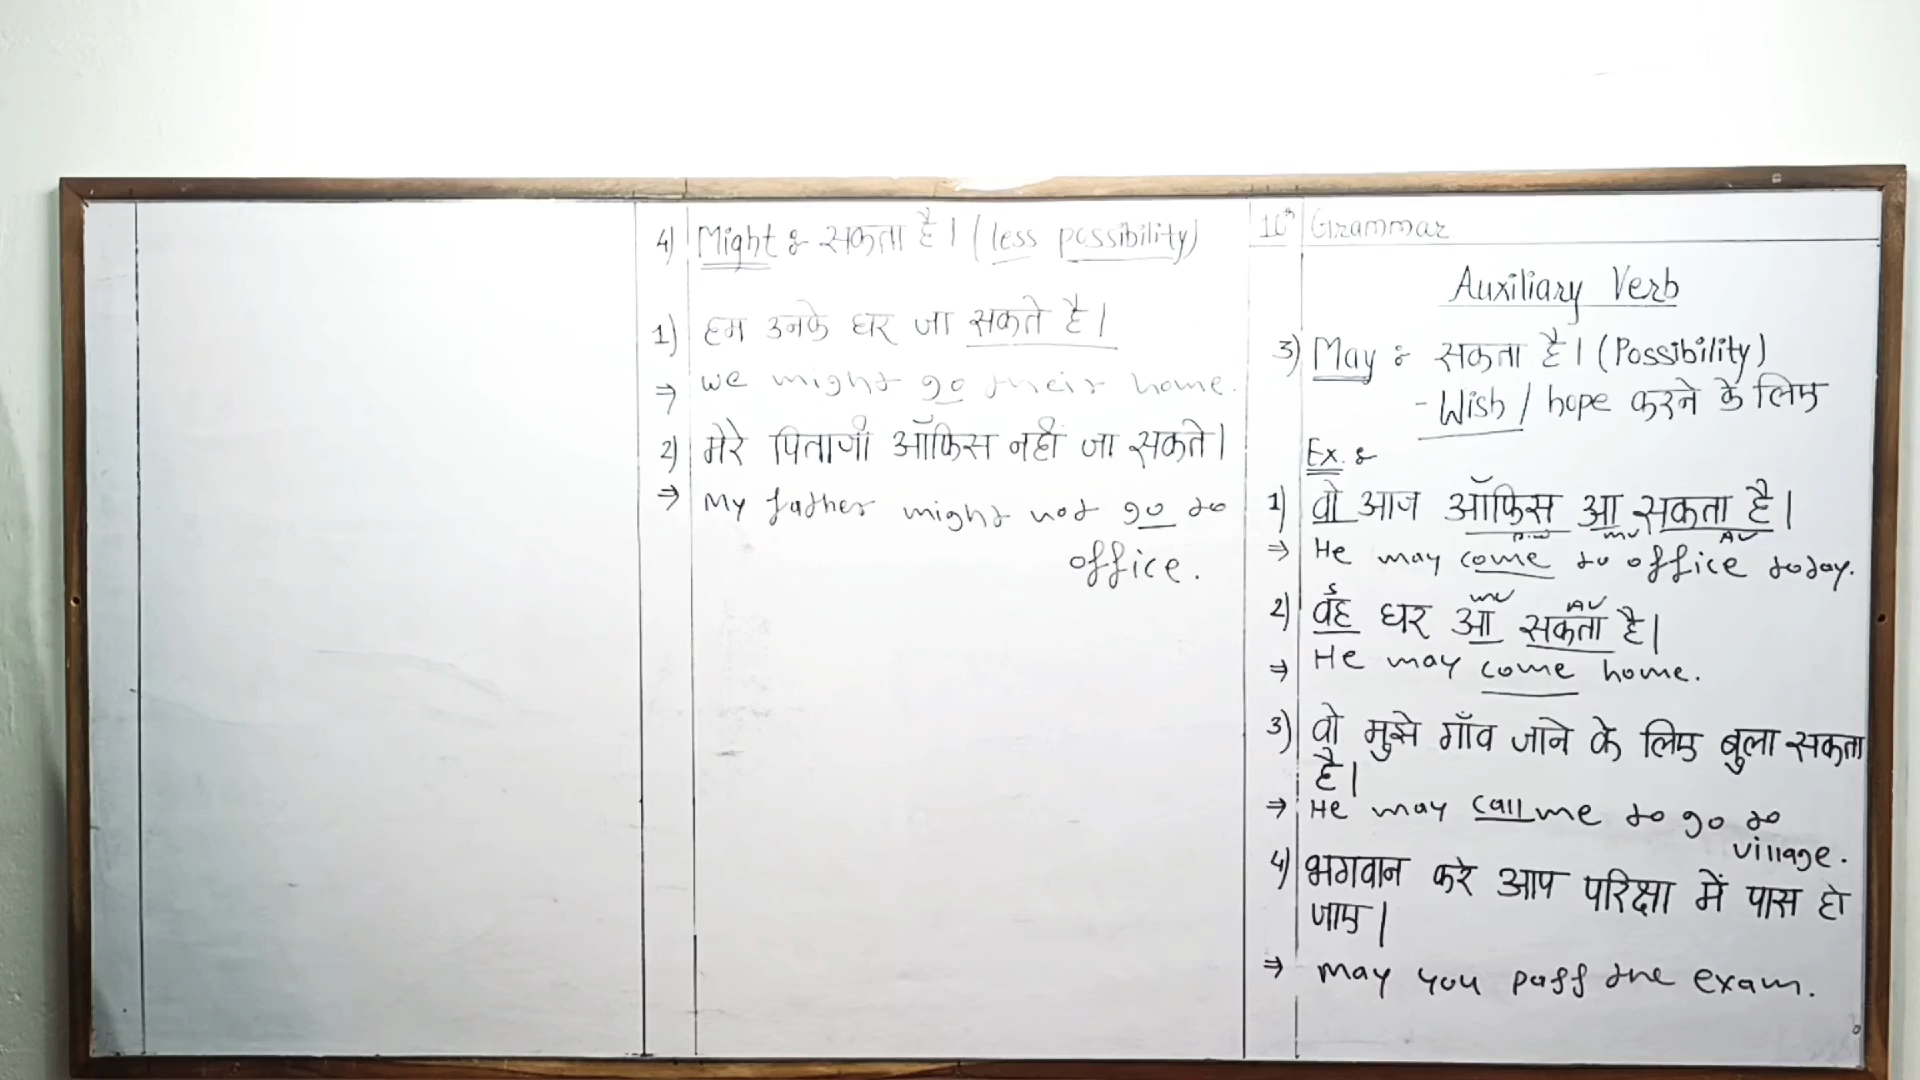 10th Grammar
Auxiliary Verb
3) May : सकता है। (Possibility)
- Wish / hope करने के लिए
Ex. :
1) वो आज ऑफिस आ सकता है।
MV AV
⇒ He may come to office today.
S MV AV
2) वह घर आ सकता है।
⇒ He may come home.
3) वो मुझे गाँव जाने के लिए बुला सकता
है।
⇒ He may call me to go to
village.
4) भगवान करे आप परिक्षा में पास हो
जाए।
⇒ May you pass the exam.
4) Might : सकता है। (less possibility)
1) हम उनके घर जा सकते है।
⇒ we might go their home.
2) मेरे पिताजी ऑफिस नहीं जा सकते।
⇒ My father might not go to
office.